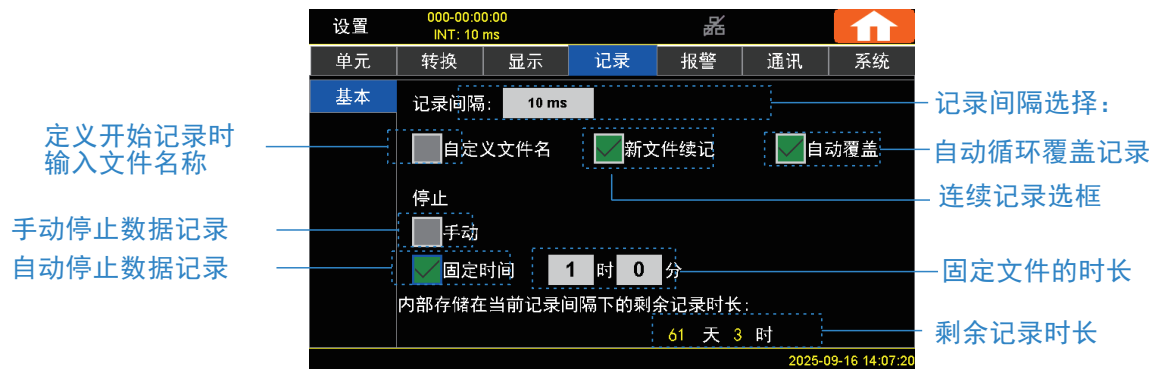 设置 000-00:00:00
INT: 10 ms
单元 转换 显示 记录 报警 通讯 系统
基本
记录间隔: 10 ms
记录间隔选择：
定义开始记录时
输入文件名称
自定义文件名 新文件续记 自动覆盖
自动循环覆盖记录
连续记录选框
停止
手动停止数据记录
手动
自动停止数据记录
固定时间 1 时 0 分
固定文件的时长
内部存储在当前记录间隔下的剩余记录时长:
61 天 3 时
剩余记录时长
2025-09-16 14:07:20